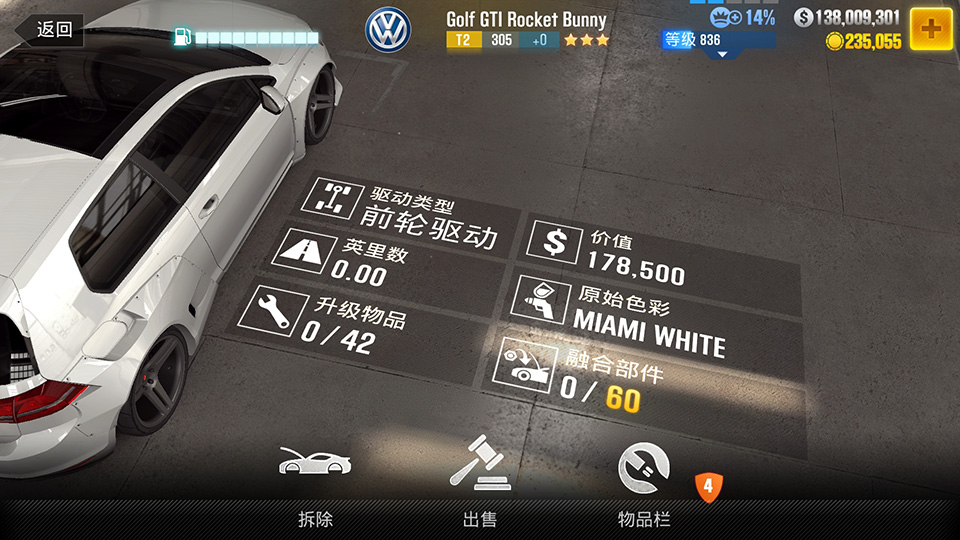 返回
Golf GTI Rocket Bunny
T2 305 +0
14%
138,009,301
等级 836
235,055
驱动类型
前轮驱动
英里数
0.00
升级物品
0/42
价值
178,500
原始色彩
MIAMI WHITE
融合部件
0/60
拆除
出售
物品栏
4